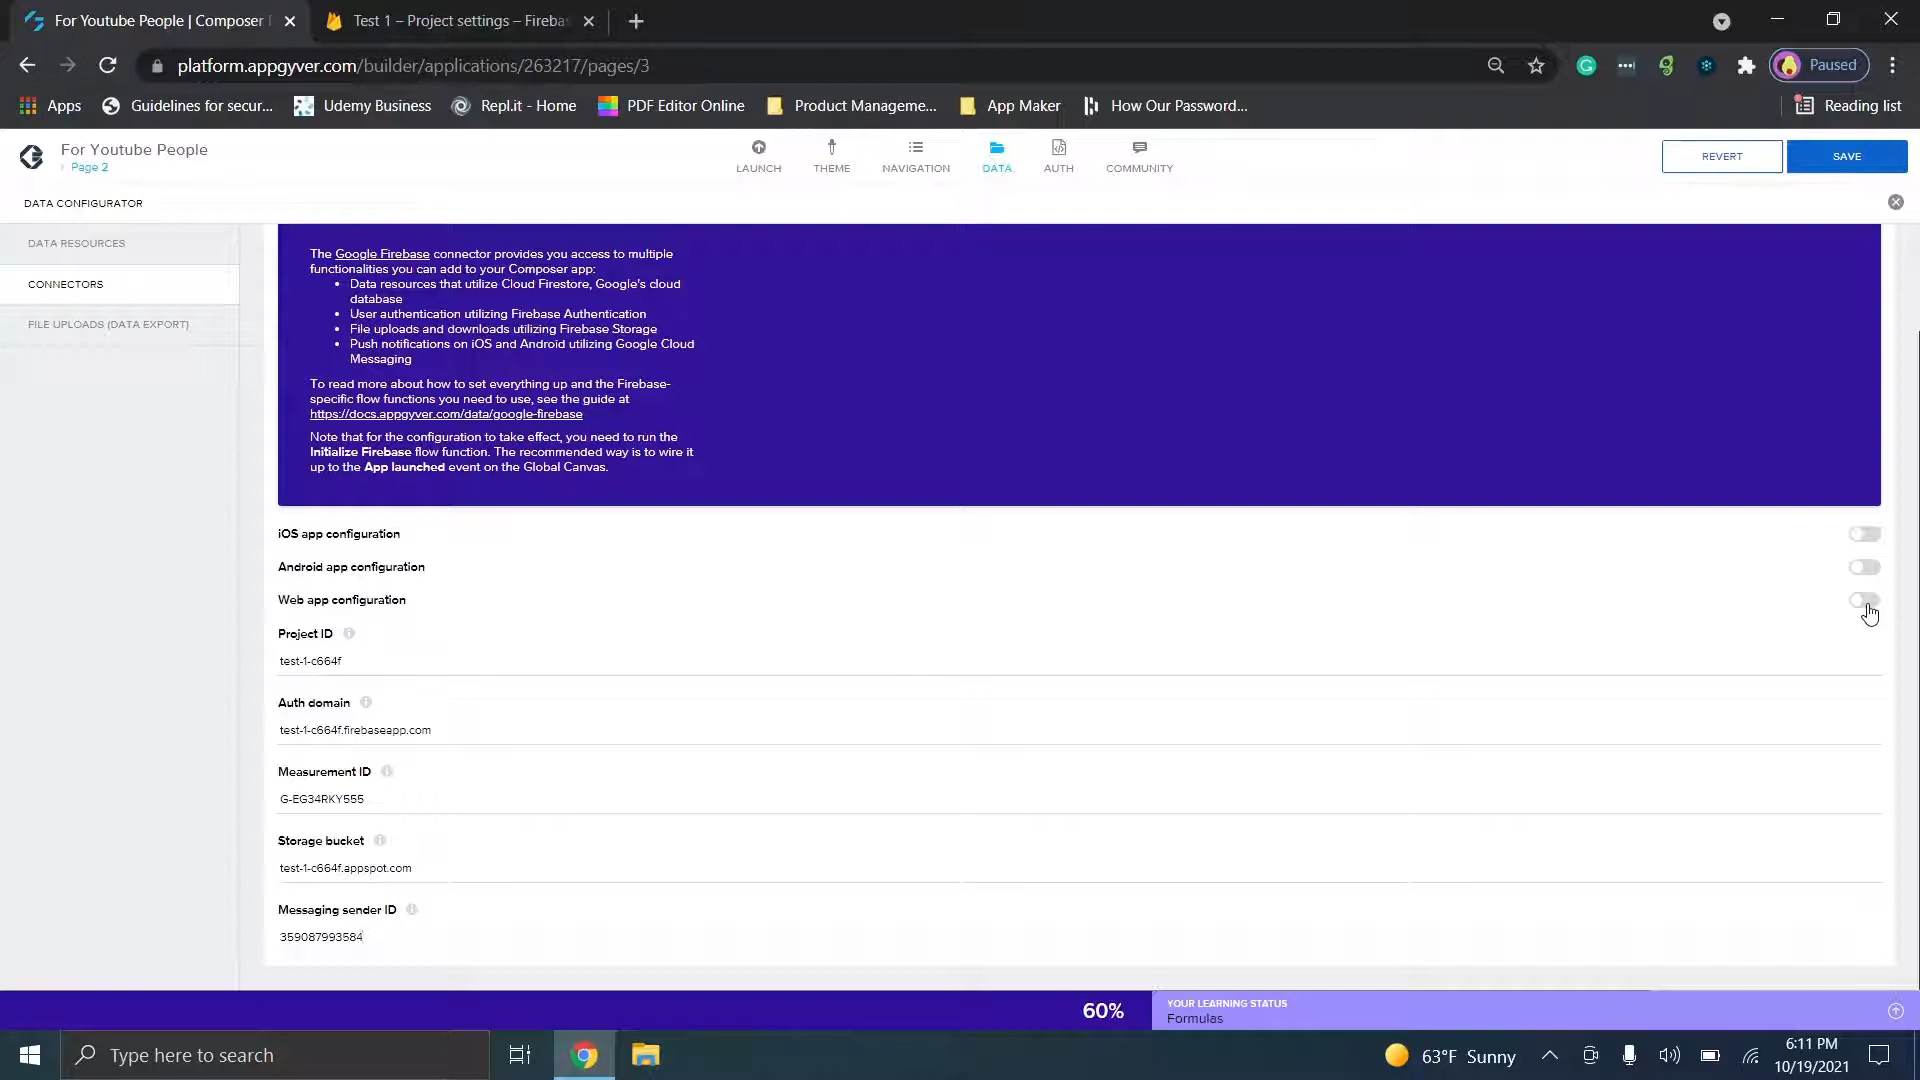 For Youtube People | Composer
Test 1 – Project settings – Fireba
platform.appgyver.com/builder/applications/263217/pages/3
Paused
Apps
Guidelines for secur...
Udemy Business
Repl.it - Home
PDF Editor Online
Product Manageme...
App Maker
How Our Password...
Reading list
For Youtube People
› Page 2
LAUNCH
THEME
NAVIGATION
DATA
AUTH
COMMUNITY
REVERT
SAVE
DATA CONFIGURATOR
DATA RESOURCES
CONNECTORS
FILE UPLOADS (DATA EXPORT)
The Google Firebase connector provides you access to multiple
functionalities you can add to your Composer app:
• Data resources that utilize Cloud Firestore, Google's cloud
database
• User authentication utilizing Firebase Authentication
• File uploads and downloads utilizing Firebase Storage
• Push notifications on iOS and Android utilizing Google Cloud
Messaging
To read more about how to set everything up and the Firebase-
specific flow functions you need to use, see the guide at
https://docs.appgyver.com/data/google-firebase
Note that for the configuration to take effect, you need to run the
Initialize Firebase flow function. The recommended way is to wire it
up to the App launched event on the Global Canvas.
iOS app configuration
Android app configuration
Web app configuration
Project ID
test-1-c664f
Auth domain
test-1-c664f.firebaseapp.com
Measurement ID
G-EG34RKY555
Storage bucket
test-1-c664f.appspot.com
Messaging sender ID
359087993584
60%
YOUR LEARNING STATUS
Formulas
Type here to search
63°F Sunny
6:11 PM
10/19/2021